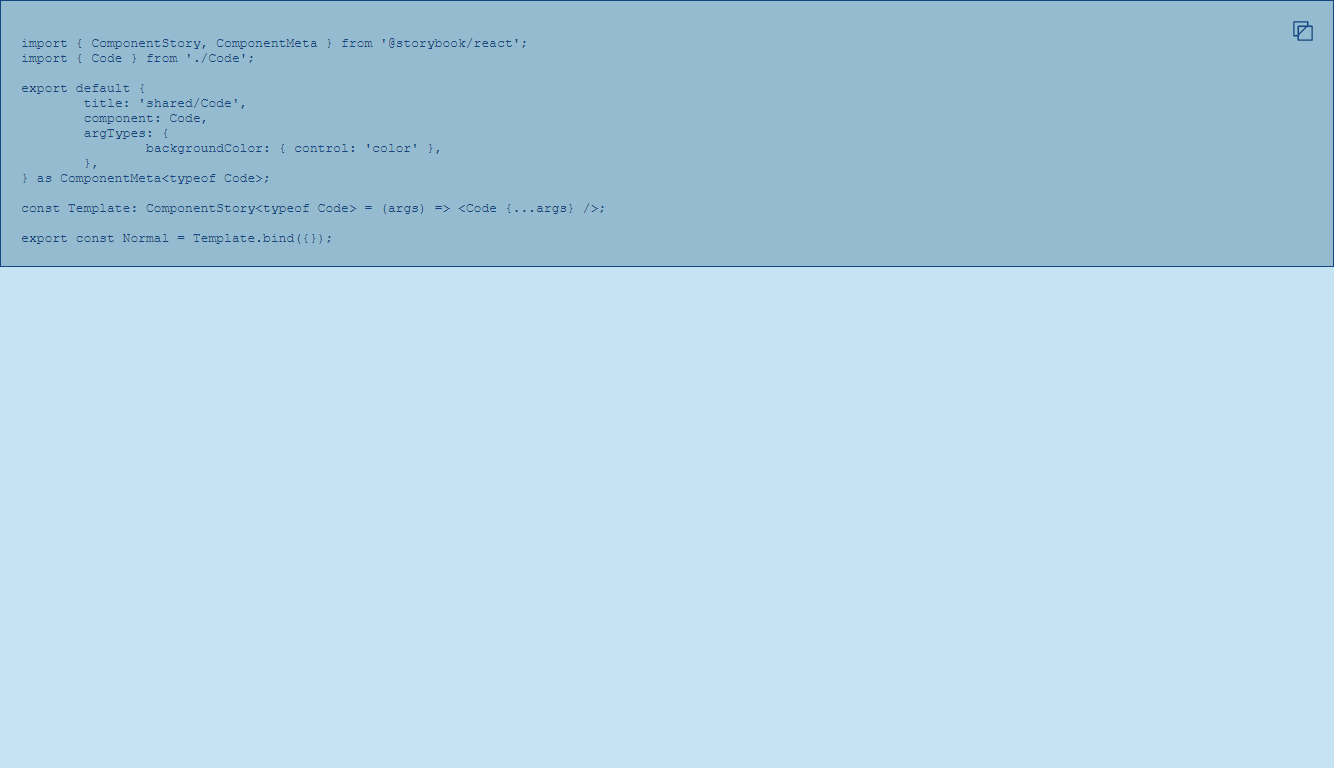 import { ComponentStory, ComponentMeta } from '@storybook/react';
import { Code } from './Code';
export default {
        title: 'shared/Code',
        component: Code,
        argTypes: {
                backgroundColor: { control: 'color' },
        },
} as ComponentMeta<typeof Code>;
const Template: ComponentStory<typeof Code> = (args) => <Code {...args} />;
export const Normal = Template.bind({});